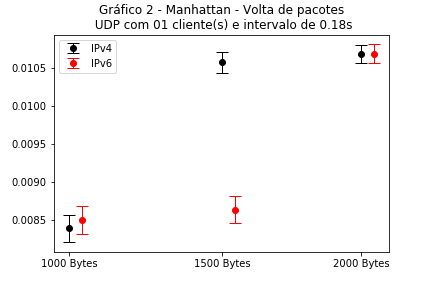 Gráfico 2 - Manhattan - Volta de pacotes
UDP com 01 cliente(s) e intervalo de 0.18s
IPv4
IPv6
0.0105
0.0100
0.0095
0.0090
0.0085
1000 Bytes
1500 Bytes
2000 Bytes